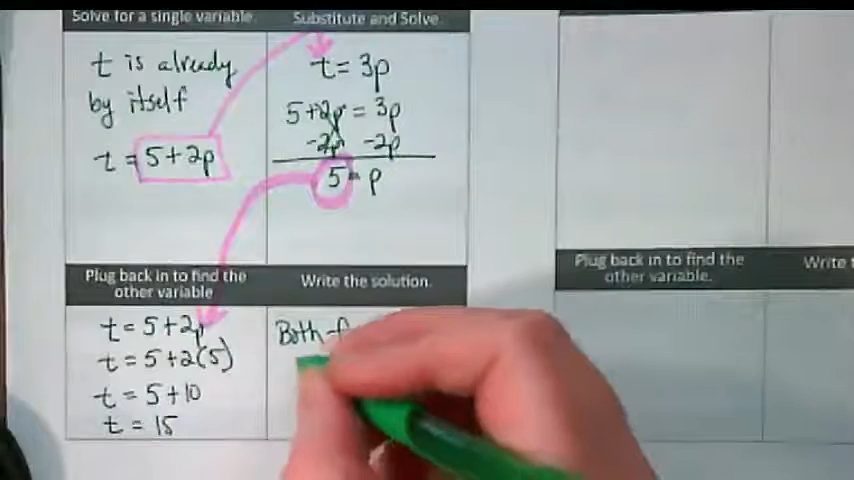 Solve for a single variable.
Substitute and Solve.
t is already
by itself
t = 5+2p
t = 3p
5+2p = 3p
-2p -2p
5 = p
Plug back in to find the
other variable
Write the solution.
t = 5+2p
t = 5+2(5)
t = 5+10
t = 15
Both
Plug back in to find the
other variable.
Write